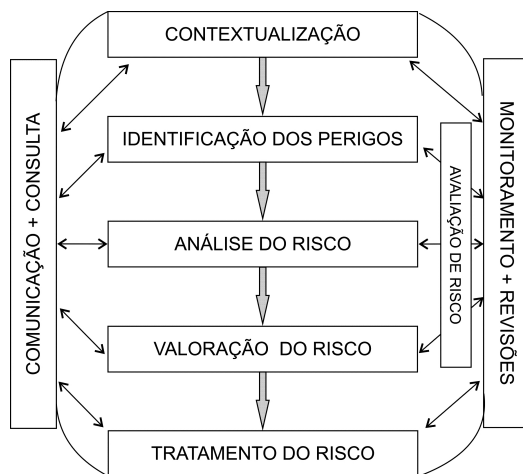 CONTEXTUALIZAÇÃO
IDENTIFICAÇÃO DOS PERIGOS
ANÁLISE DO RISCO
VALORAÇÃO DO RISCO
TRATAMENTO DO RISCO
COMUNICAÇÃO + CONSULTA
AVALIAÇÃO DE RISCO
MONITORAMENTO + REVISÕES